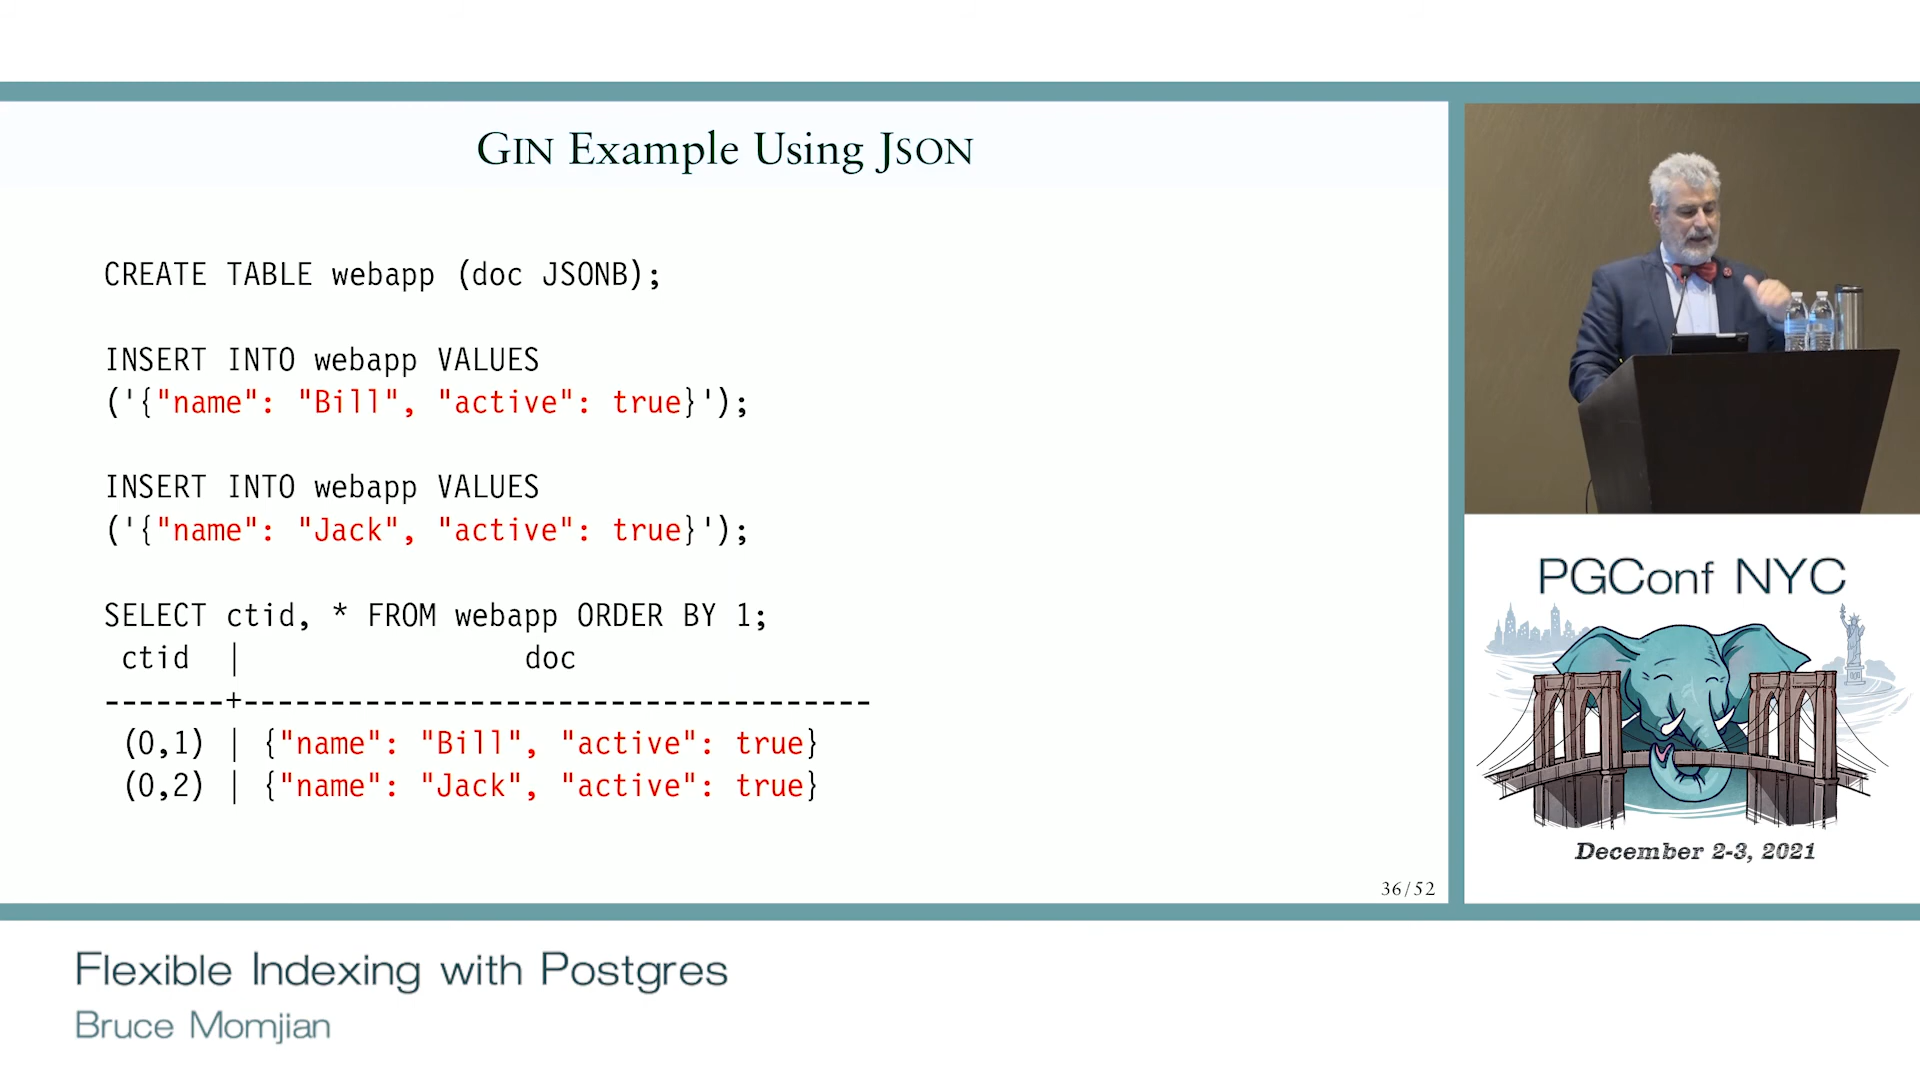 GIN Example Using JSON
CREATE TABLE webapp (doc JSONB);
INSERT INTO webapp VALUES
('{"name": "Bill", "active": true}');
INSERT INTO webapp VALUES
('{"name": "Jack", "active": true}');
SELECT ctid, * FROM webapp ORDER BY 1;
ctid | doc
-------+-------------------------------------
(0,1) | {"name": "Bill", "active": true}
(0,2) | {"name": "Jack", "active": true}
36/52
PGConf NYC
December 2-3, 2021
Flexible Indexing with Postgres
Bruce Momjian